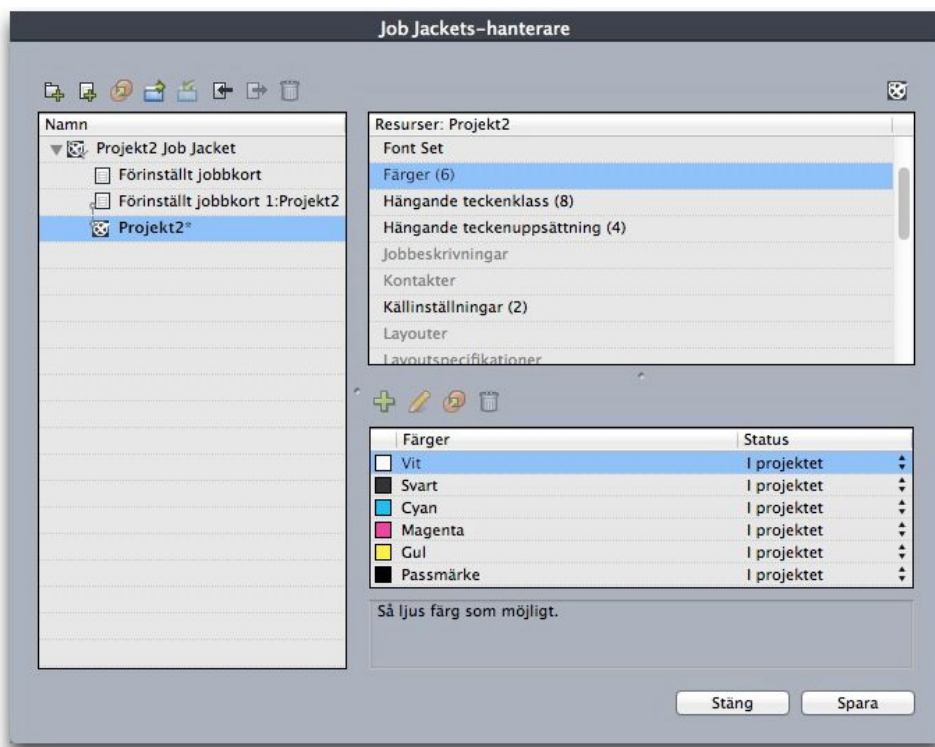 Job Jackets-hanterare
Namn
Projekt2 Job Jacket
Förinställt jobbkort
Förinställt jobbkort 1:Projekt2
Projekt2*
Resurser: Projekt2
Font Set
Färger (6)
Hängande teckenklass (8)
Hängande teckenuppsättning (4)
Jobbeskrivningar
Kontakter
Källinställningar (2)
Layouter
Layoutspecifikationer
Färger Status
Vit I projektet
Svart I projektet
Cyan I projektet
Magenta I projektet
Gul I projektet
Passmärke I projektet
Så ljus färg som möjligt.
Stäng Spara